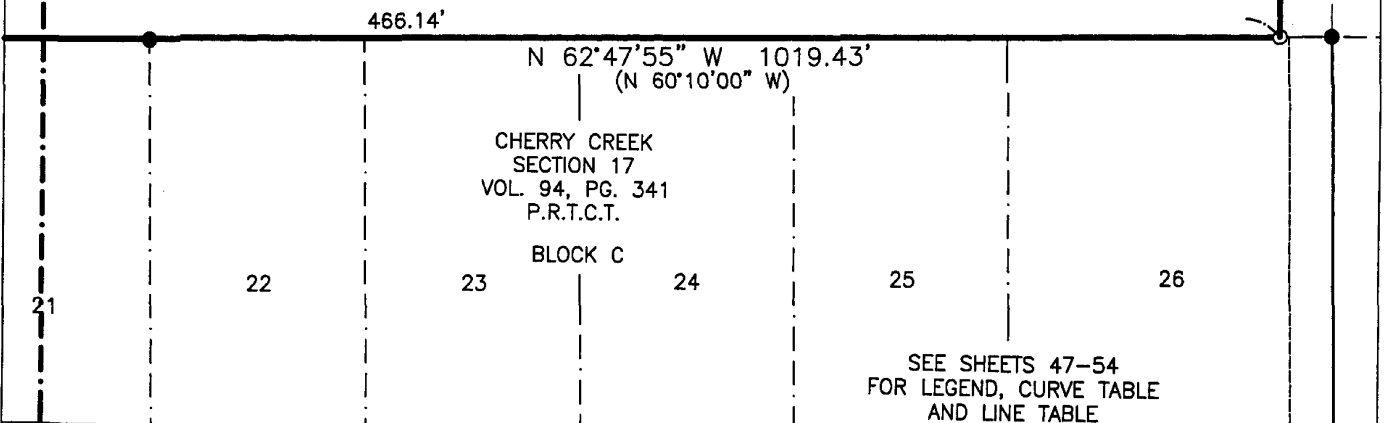 466.14'
N 62°47'55" W 1019.43'
(N 60°10'00" W)
CHERRY CREEK
SECTION 17
VOL. 94, PG. 341
P.R.T.C.T.
BLOCK C
21
22
23
24
25
26
SEE SHEETS 47-54
FOR LEGEND, CURVE TABLE
AND LINE TABLE